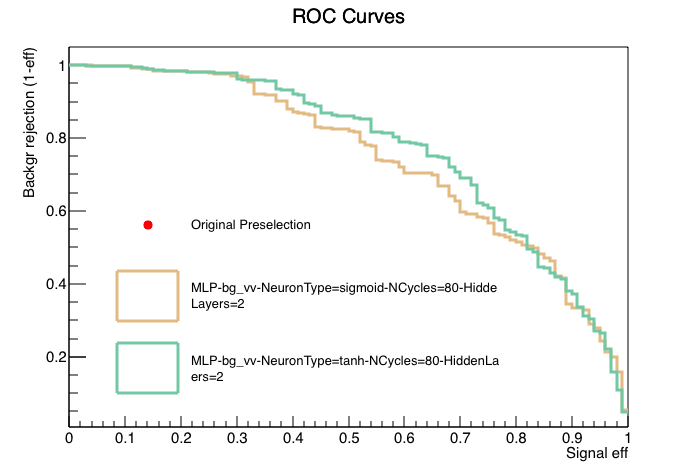 ROC Curves
Backgr rejection (1-eff)
1
0.8
0.6
0.4
0.2
Original Preselection
MLP-bg_vv-NeuronType=sigmoid-NCycles=80-Hidde
Layers=2
MLP-bg_vv-NeuronType=tanh-NCycles=80-HiddenLa
ers=2
0 0.1 0.2 0.3 0.4 0.5 0.6 0.7 0.8 0.9 1
Signal eff